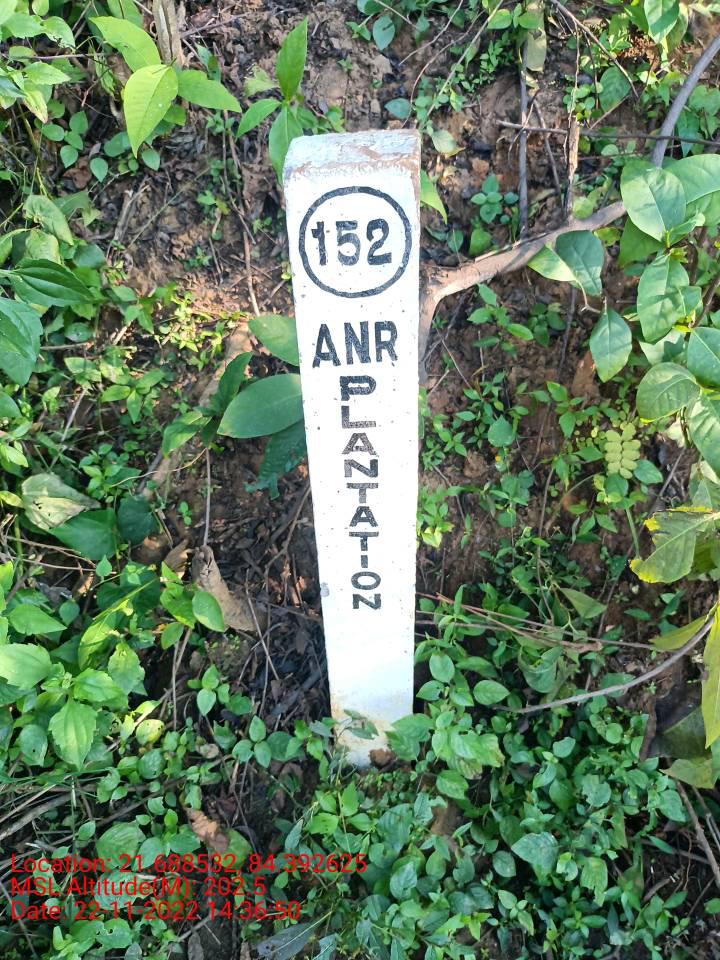 152
ANR
PLANTATION
Location: 21.688532, 84.392625
MSL Altitude(M): 202.5
Date: 22-11-2022 14:36:50